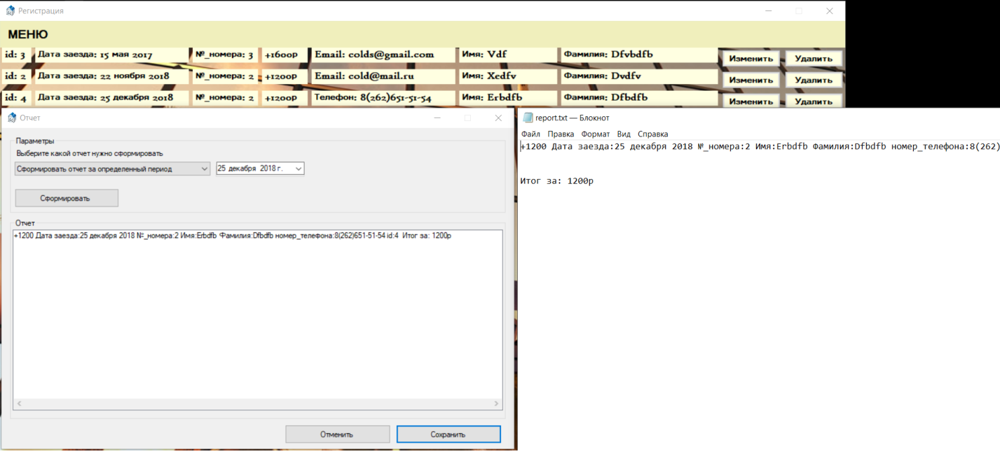 Регистрация
МЕНЮ
id: 3 Дата заезда: 15 мая 2017 №_номера: 3 +1600р Email: colds@gmail.com Имя: Vdf Фамилия: Dfvbdfb Изменить Удалить
id: 2 Дата заезда: 22 ноября 2018 №_номера: 2 +1200р Email: cold@mail.ru Имя: Xedfv Фамилия: Dvdfv Изменить Удалить
id: 4 Дата заезда: 25 декабря 2018 №_номера: 2 +1200р Телефон: 8(262)651-51-54 Имя: Erbdfb Фамилия: Dfbdfb Изменить Удалить
Отчет
Параметры
Выберите какой отчет нужно сформировать
Сформировать отчет за определенный период 25 декабря 2018 г.
Сформировать
Отчет
+1200 Дата заезда:25 декабря 2018 №_номера:2 Имя:Erbdfb Фамилия:Dfbdfb номер_телефона:8(262)651-51-54 id:4 Итог за: 1200р
Отменить Сохранить
report.txt — Блокнот
Файл Правка Формат Вид Справка
+1200 Дата заезда:25 декабря 2018 №_номера:2 Имя:Erbdfb Фамилия:Dfbdfb номер_телефона:8(262)
Итог за: 1200р